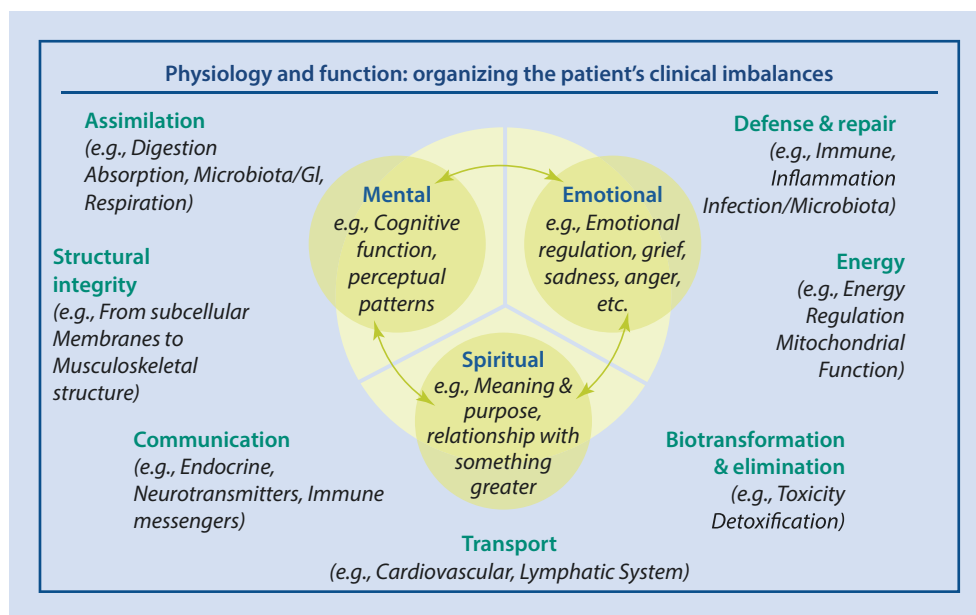 Physiology and function: organizing the patient's clinical imbalances
Assimilation
(e.g., Digestion
Absorption, Microbiota/GI,
Respiration)
Defense & repair
(e.g., Immune,
Inflammation
Infection/Microbiota)
Mental
e.g., Cognitive
function,
perceptual
patterns
Emotional
e.g., Emotional
regulation, grief,
sadness, anger,
etc.
Structural
integrity
(e.g., From subcellular
Membranes to
Musculoskeletal
structure)
Energy
(e.g., Energy
Regulation
Mitochondrial
Function)
Spiritual
e.g., Meaning &
purpose,
relationship with
something
greater
Communication
(e.g., Endocrine,
Neurotransmitters, Immune
messengers)
Biotransformation
& elimination
(e.g., Toxicity
Detoxification)
Transport
(e.g., Cardiovascular, Lymphatic System)